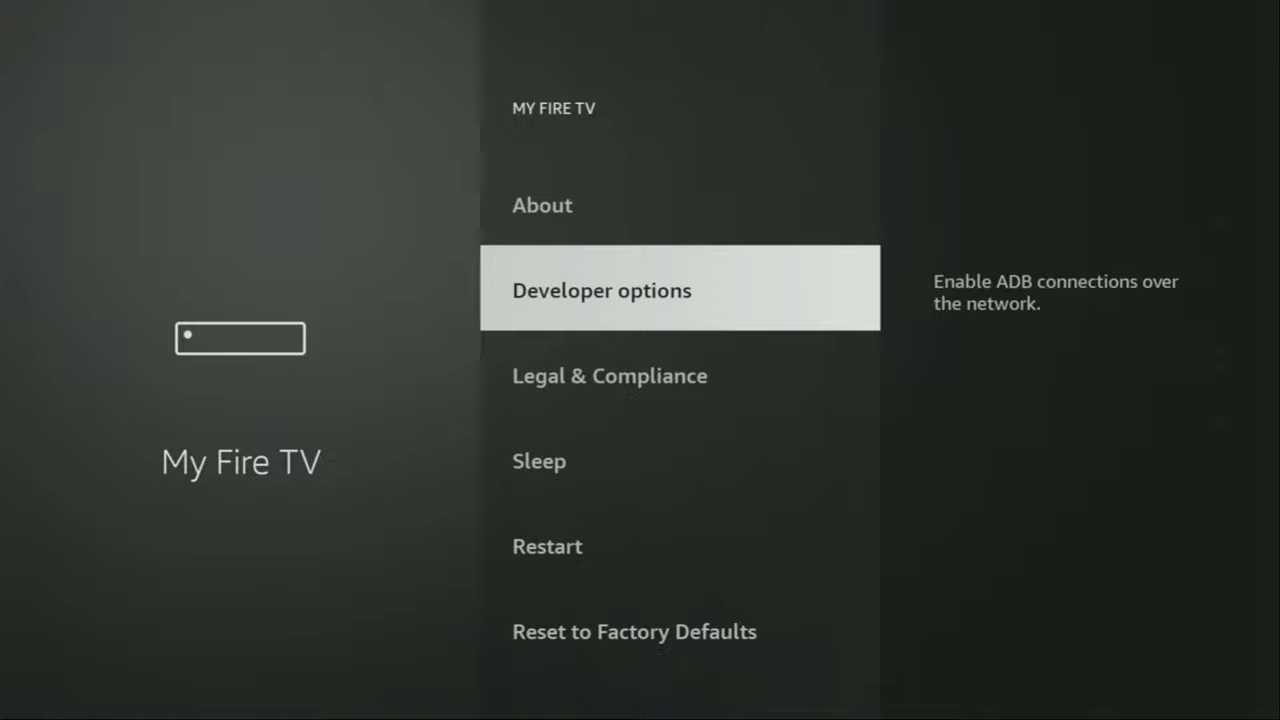 MY FIRE TV
About
Developer options
Enable ADB connections over
the network.
Legal & Compliance
My Fire TV
Sleep
Restart
Reset to Factory Defaults